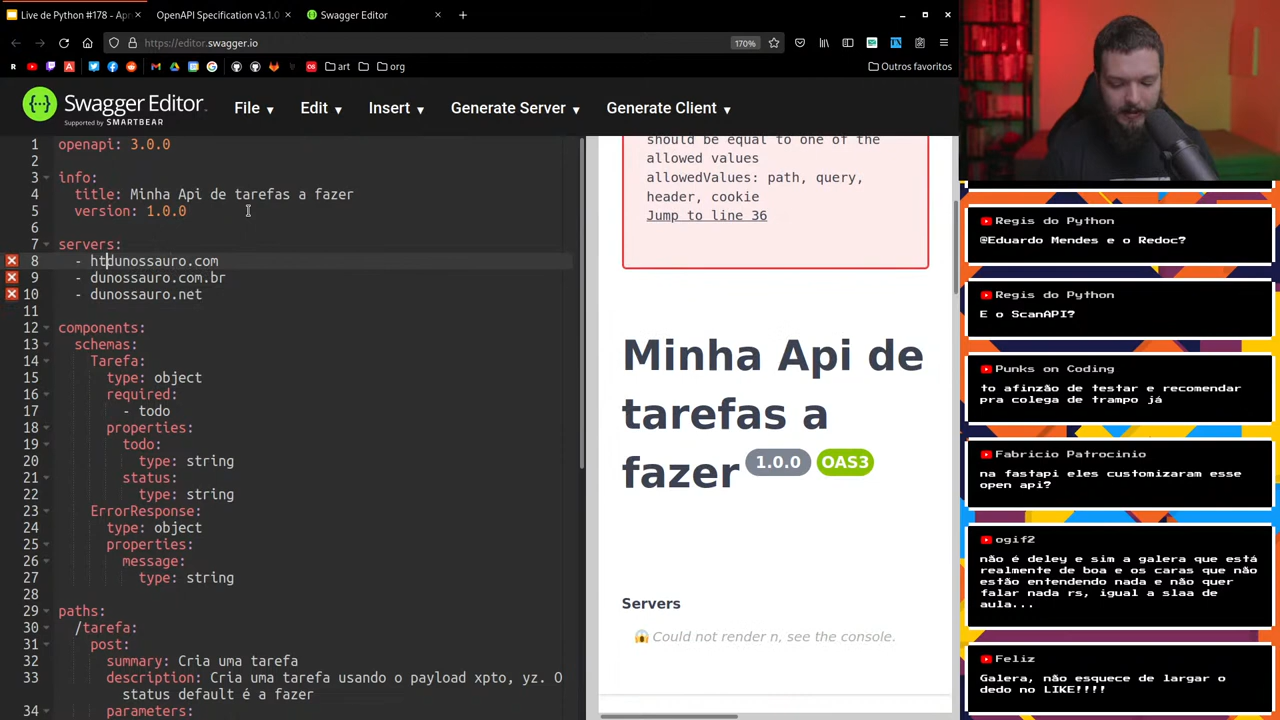 Live de Python #178 - Apr
OpenAPI Specification v3.1.0
Swagger Editor
https://editor.swagger.io
170%
art
org
Outros favoritos
Swagger Editor
Supported by SMARTBEAR
File
Edit
Insert
Generate Server
Generate Client
1 openapi: 3.0.0
2
3 info:
4 title: Minha Api de tarefas a fazer
5 version: 1.0.0
6
7 servers:
8 - htdunossauro.com
9 - dunossauro.com.br
10 - dunossauro.net
11
12 components:
13 schemas:
14 Tarefa:
15 type: object
16 required:
17 - todo
18 properties:
19 todo:
20 type: string
21 status:
22 type: string
23 ErrorResponse:
24 type: object
25 properties:
26 message:
27 type: string
28
29 paths:
30 /tarefa:
31 post:
32 summary: Cria uma tarefa
33 description: Cria uma tarefa usando o payload xpto, yz. O
status default é a fazer
34 parameters:
should be equal to one of the
allowed values
allowedValues: path, query,
header, cookie
Jump to line 36
Minha Api de
tarefas a
fazer 1.0.0 OAS3
Servers
😱 Could not render n, see the console.
Regis do Python
@Eduardo Mendes e o Redoc?
Regis do Python
E o ScanAPI?
Punks on Coding
to afinzão de testar e recomendar
pra colega de trampo já
Fabricio Patrocinio
na fastapi eles customizaram esse
open api?
ogif2
não é deley e sim a galera que está
realmente de boa e os caras que não
estão entendendo nada e não quer
falar nada rs, igual a slaa de
aula...
Feliz
Galera, não esquece de largar o
dedo no LIKE!!!!